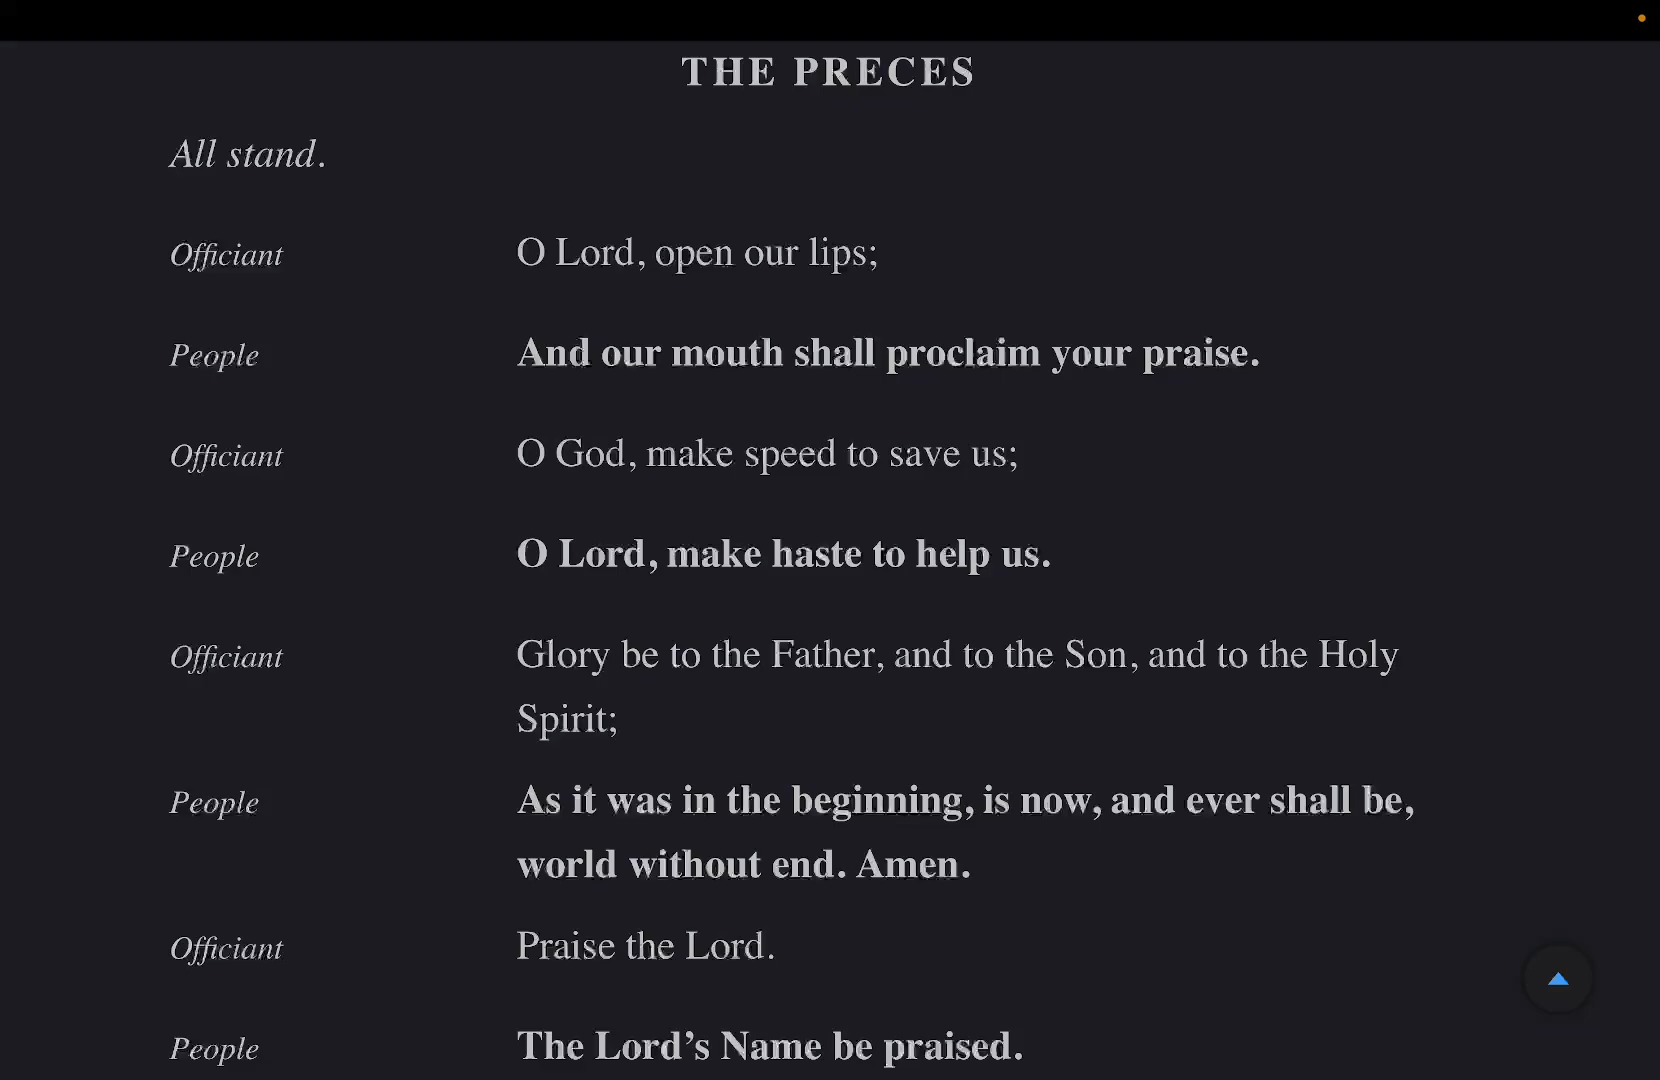 THE PRECES
All stand.
Officiant O Lord, open our lips;
People And our mouth shall proclaim your praise.
Officiant O God, make speed to save us;
People O Lord, make haste to help us.
Officiant Glory be to the Father, and to the Son, and to the Holy
Spirit;
People As it was in the beginning, is now, and ever shall be,
world without end. Amen.
Officiant Praise the Lord.
People The Lord’s Name be praised.